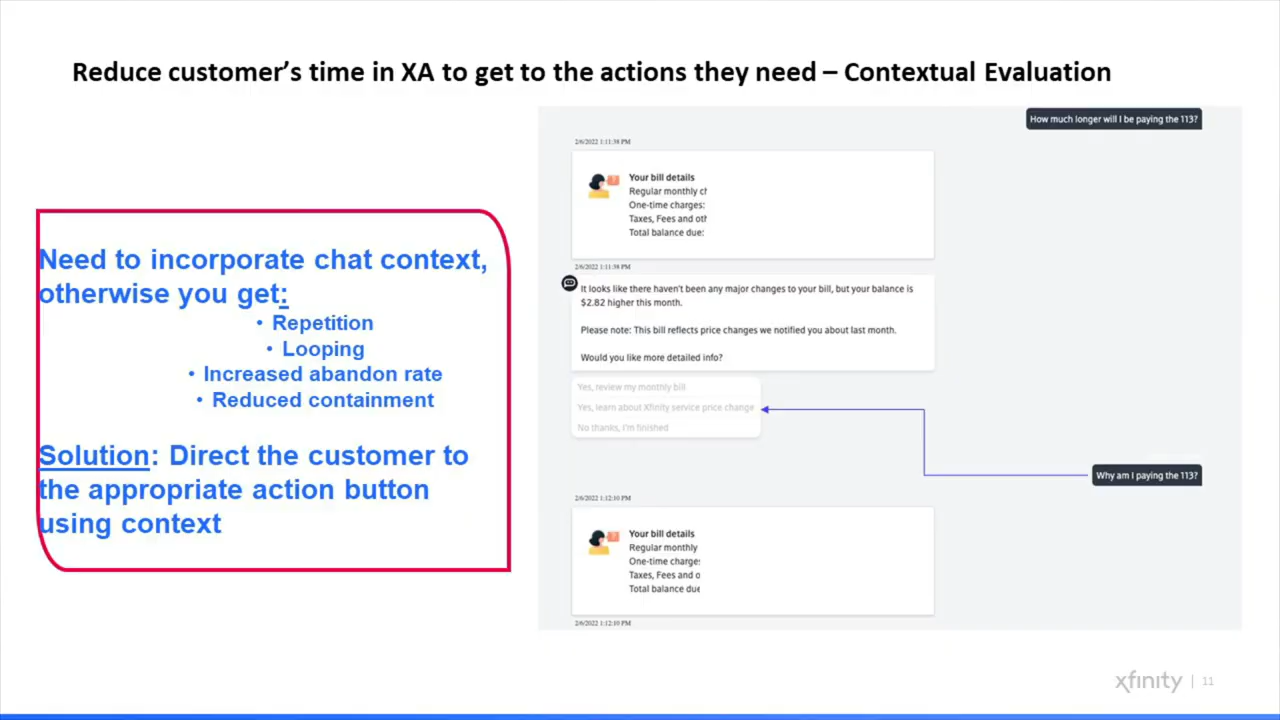 Reduce customer’s time in XA to get to the actions they need – Contextual Evaluation
Need to incorporate chat context,
otherwise you get:
• Repetition
• Looping
• Increased abandon rate
• Reduced containment
Solution: Direct the customer to
the appropriate action button
using context
How much longer will I be paying the 113?
2/6/2022 1:11:38 PM
Your bill details
Regular monthly ch
One-time charges:
Taxes, Fees and oth
Total balance due:
2/6/2022 1:11:38 PM
It looks like there haven't been any major changes to your bill, but your balance is
$2.82 higher this month.
Please note: This bill reflects price changes we notified you about last month.
Would you like more detailed info?
Yes, review my monthly bill
Yes, learn about Xfinity service price change
No thanks, I'm finished
Why am I paying the 113?
2/6/2022 1:12:10 PM
Your bill details
Regular monthly
One-time charges
Taxes, Fees and o
Total balance due
2/6/2022 1:12:10 PM
xfinity | 11